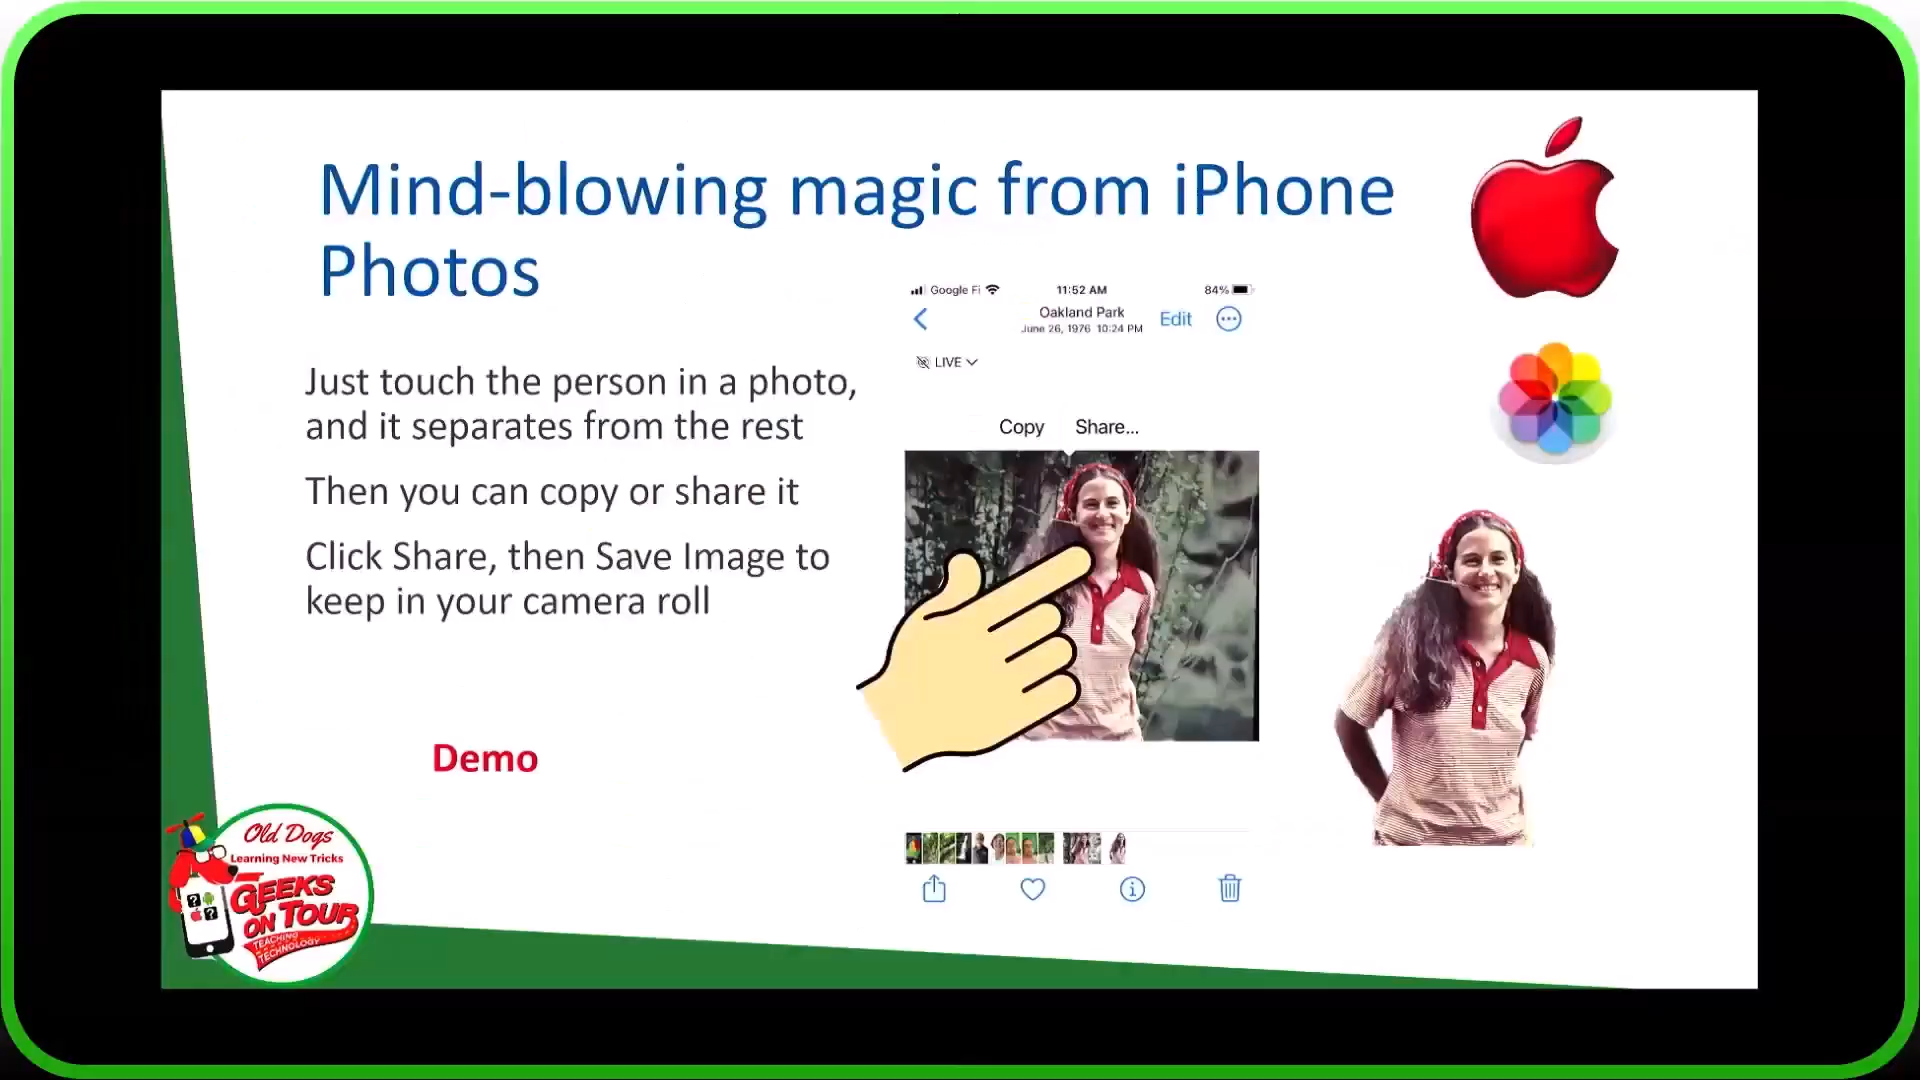 Mind-blowing magic from iPhone
Photos
Just touch the person in a photo,
and it separates from the rest
Then you can copy or share it
Click Share, then Save Image to
keep in your camera roll
Demo
Google Fi
11:52 AM
84%
Oakland Park
June 26, 1976 10:24 PM
Edit
LIVE
Copy Share...
Old Dogs
Learning New Tricks
GEEKS
ON TOUR
TEACHING
TECHNOLOGY